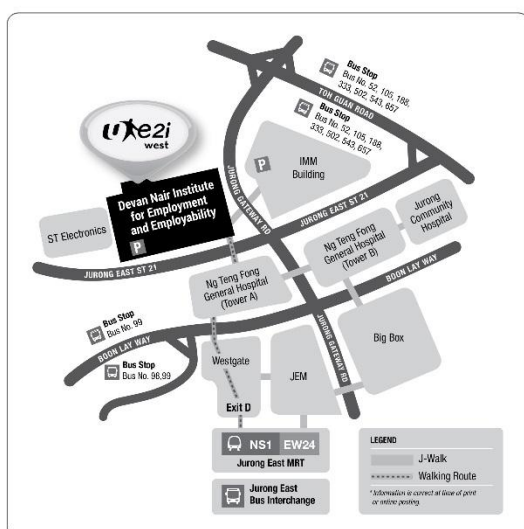 Bus Stop
Bus No. 52, 105, 188,
333, 502, 543, 657
TOH GUAN ROAD
Bus Stop
Bus No. 52, 105, 188,
333, 502, 543, 657
u e2i
west
P
IMM
Building
JURONG GATEWAY RD
Devan Nair Institute
for Employment
and Employability
P
ST Electronics
JURONG EAST ST 21
JURONG EAST ST 21
Jurong
Community
Hospital
Ng Teng Fong
General Hospital
(Tower B)
Ng Teng Fong
General Hospital
(Tower A)
BOON LAY WAY
Bus Stop
Bus No. 99
BOON LAY WAY
Bus Stop
Bus No. 98,99
Westgate
JEM
JURONG GATEWAY RD
Big Box
Exit D
NS1 EW24
Jurong East MRT
Jurong East
Bus Interchange
LEGEND
J-Walk
Walking Route
* Information is correct at time of print
or online posting.